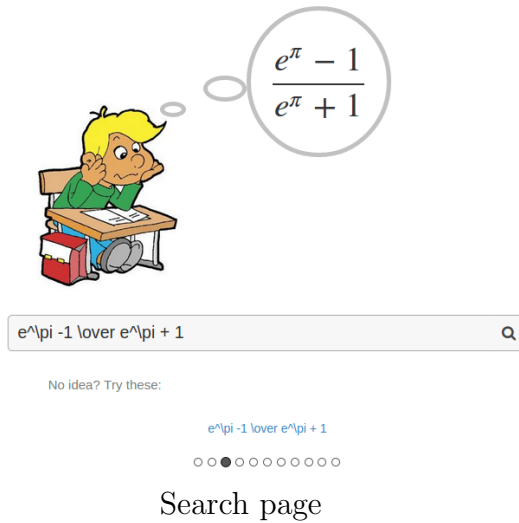 e^π − 1
e^π + 1
e^\pi -1 \over e^\pi + 1
No idea? Try these:
e^\pi -1 \over e^\pi + 1
Search page